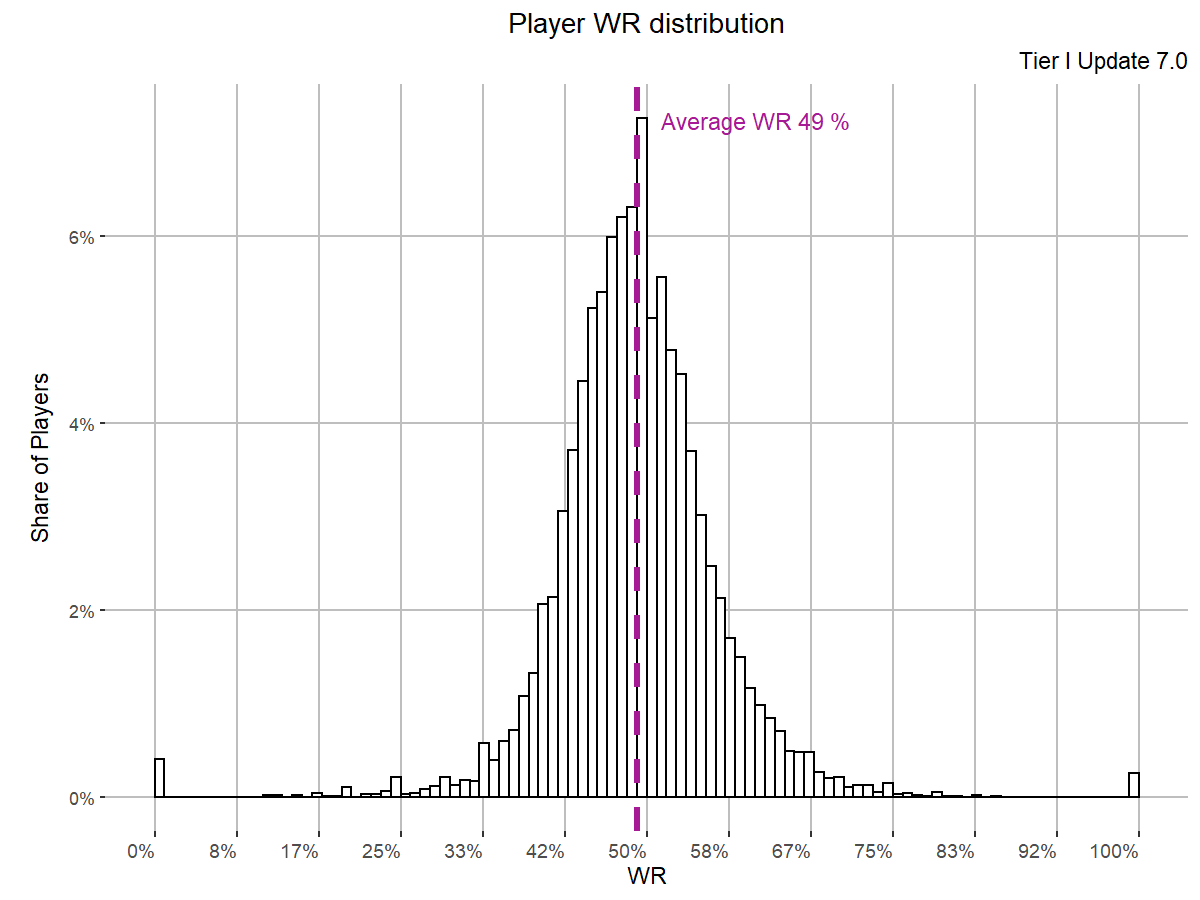 Player WR distribution
Tier I Update 7.0
Average WR 49 %
Share of Players
6%
4%
2%
0%
0% 8% 17% 25% 33% 42% 50% 58% 67% 75% 83% 92% 100%
WR